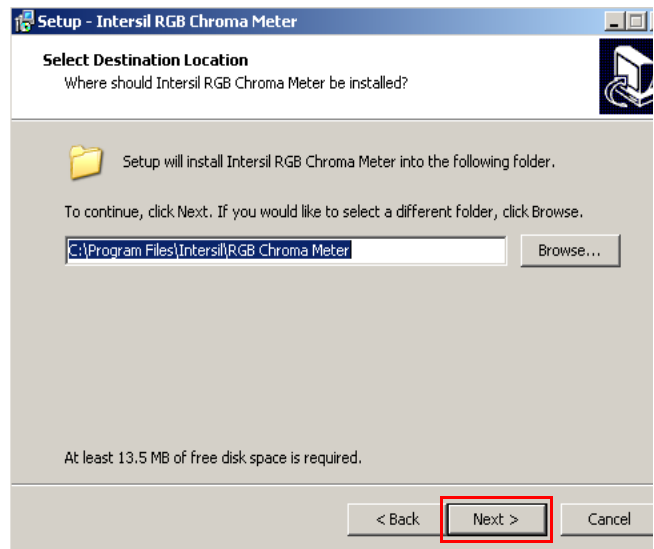 Setup - Intersil RGB Chroma Meter
Select Destination Location
Where should Intersil RGB Chroma Meter be installed?
Setup will install Intersil RGB Chroma Meter into the following folder.
To continue, click Next. If you would like to select a different folder, click Browse.
C:\Program Files\Intersil\RGB Chroma Meter
Browse...
At least 13.5 MB of free disk space is required.
< Back
Next >
Cancel